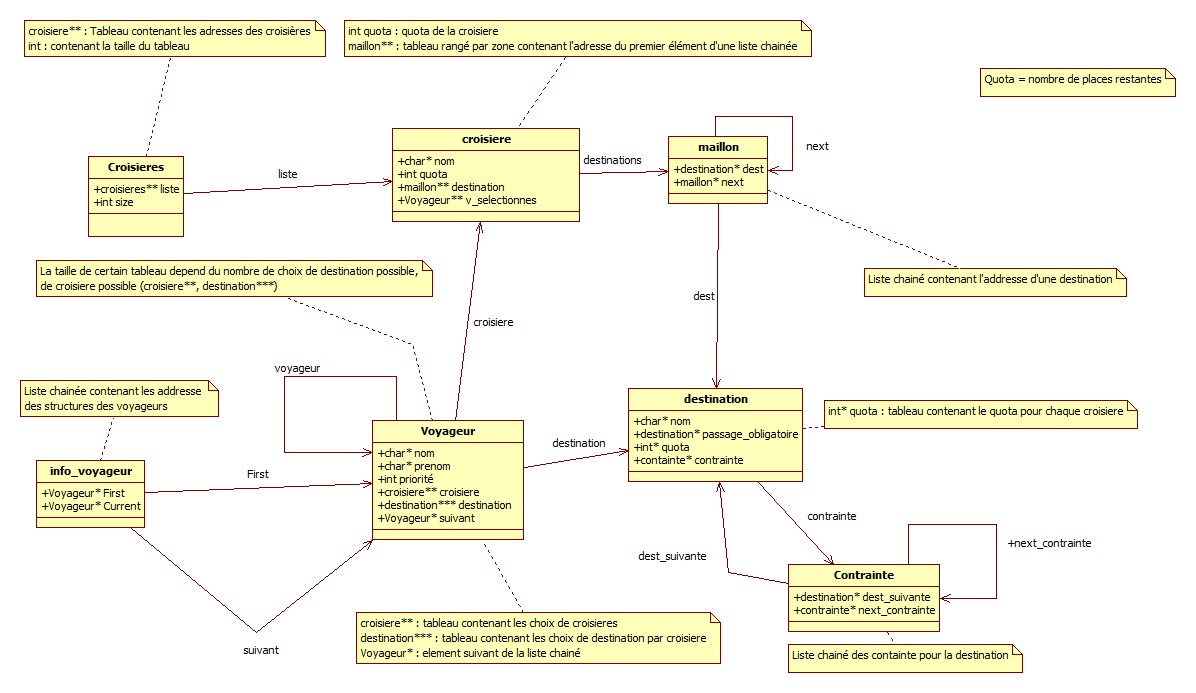 croisiere** : Tableau contenant les adresses des croisières
int : contenant la taille du tableau
int quota : quota de la croisiere
maillon** : tableau rangé par zone contenant l'adresse du premier élémént d'une liste chainée
Quota = nombre de places restantes
Croisieres
+croisieres** liste
+int size
liste
croisiere
+char* nom
+int quota
+maillon** destination
+Voyageur** v_selectionnes
destinations
maillon
+destination* dest
+maillon* next
next
La taille de certain tableau depend du nombre de choix de destination possible,
de croisiere possible (croisiere**, destination***)
Liste chainé contenant l'addresse d'une destination
dest
croisiere
voyageur
Liste chainée contenant les addresse
des structures des voyageurs
info_voyageur
+Voyageur* First
+Voyageur* Current
First
Voyageur
+char* nom
+char* prenom
+int priorité
+croisiere** croisiere
+destination*** destination
+Voyageur* suivant
destination
destination
+char* nom
+destination* passage_obligatoire
+int* quota
+containte* contrainte
int* quota : tableau contenant le quota pour chaque croisiere
contrainte
dest_suivante
+next_contrainte
Contrainte
+destination* dest_suivante
+contrainte* next_contrainte
suivant
croisiere** : tableau contenant les choix de croisieres
destination*** : tableau contenant les choix de destination par croisiere
Voyageur* : element suivant de la liste chainé
Liste chainé des containte pour la destination